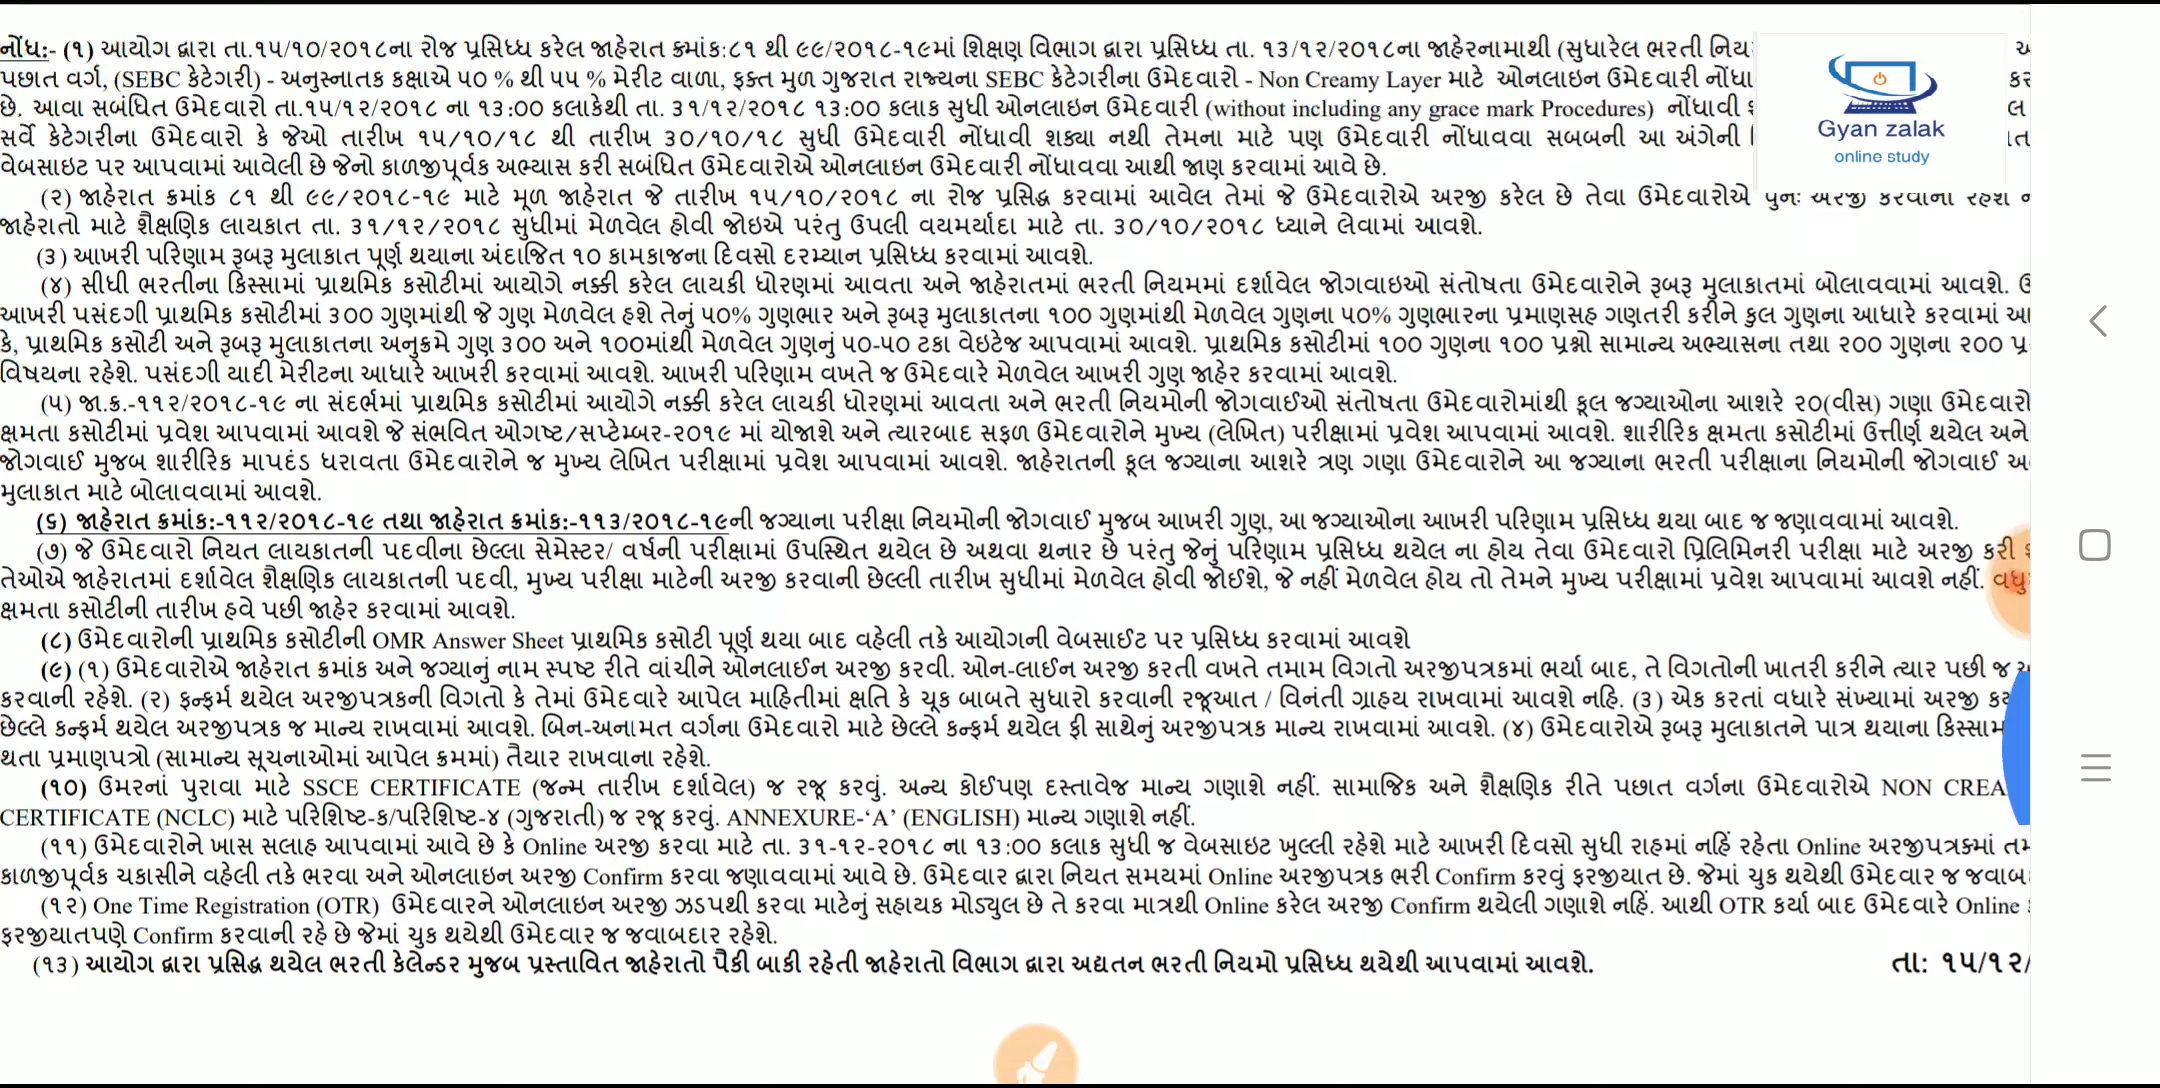 નોંધ:- (૧) આયોગ દ્વારા તા.૧૫/૧૦/૨૦૧૮ના રોજ પ્રસિધ્ધ કરેલ જાહેરાત ક્રમાંક:૮૧ થી ૯૯/૨૦૧૮-૧૯માં શિક્ષણ વિભાગ દ્વારા પ્રસિધ્ધ તા. ૧૩/૧૨/૨૦૧૮ના જાહેરનામાથી (સુધારેલ ભરતી
પછાત વર્ગ, (SEBC કેટેગરી) - અનુસ્નાતક કક્ષાએ ૫૦ % થી ૫૫ % મેરીટ વાળા, ફક્ત મુળ ગુજરાત રાજ્યના SEBC કેટેગરીના ઉમેદવારો - Non Creamy Layer માટે ઓનલાઇન ઉમેદવારી
છે. આવા સબંધિત ઉમેદવારો તા.૧૫/૧૨/૨૦૧૮ ના ૧૩:૦૦ કલાકેથી તા. ૩૧/૧૨/૨૦૧૮ ૧૩:૦૦ કલાક સુધી ઓનલાઇન ઉમેદવારી (without including any grace mark Procedures) નોંધાવી
સર્વે કેટેગરીના ઉમેદવારો કે જેઓ તારીખ ૧૫/૧૦/૧૮ થી તારીખ ૩૦/૧૦/૧૮ સુધી ઉમેદવારી નોંધાવી શક્યા નથી તેમના માટે પણ ઉમેદવારી નોંધાવવા સબબની આ અંગેની
વેબસાઇટ પર આપવામાં આવેલી છે જેનો કાળજીપૂર્વક અભ્યાસ કરી સબંધિત ઉમેદવારોએ ઓનલાઇન ઉમેદવારી નોંધાવવા આથી જાણ કરવામાં આવે છે.
Gyan zalak
online study
(૨) જાહેરાત ક્રમાંક ૮૧ થી ૯૯/૨૦૧૮-૧૯ માટે મૂળ જાહેરાત જે તારીખ ૧૫/૧૦/૨૦૧૮ ના રોજ પ્રસિદ્ધ કરવામાં આવેલ તેમાં જે ઉમેદવારોએ અરજી કરેલ છે તેવા ઉમેદવારોએ પુનઃ અરજી કરવાની રહેશે
જાહેરાતો માટે શૈક્ષણિક લાયકાત તા. ૩૧/૧૨/૨૦૧૮ સુધીમાં મેળવેલ હોવી જોઇએ પરંતુ ઉપલી વયમર્યાદા માટે તા. ૩૦/૧૦/૨૦૧૮ ધ્યાને લેવામાં આવશે.
(૩) આખરી પરિણામ રૂબરૂ મુલાકાત પૂર્ણ થયાના અંદાજિત ૧૦ કામકાજના દિવસો દરમ્યાન પ્રસિધ્ધ કરવામાં આવશે.
(૪) સીધી ભરતીના કિસ્સામાં પ્રાથમિક કસોટીમાં આયોગે નક્કી કરેલ લાયકી ધોરણમાં આવતા અને જાહેરાતમાં ભરતી નિયમમાં દર્શાવેલ જોગવાઇઓ સંતોષતા ઉમેદવારોને રૂબરૂ મુલાકાતમાં બોલાવવામાં આવશે.
આખરી પસંદગી પ્રાથમિક કસોટીમાં ૩૦૦ ગુણમાંથી જે ગુણ મેળવેલ હશે તેનું ૫૦% ગુણભાર અને રૂબરૂ મુલાકાતના ૧૦૦ ગુણમાંથી મેળવેલ ગુણના ૫૦% ગુણભારના પ્રમાણસહ ગણતરી કરીને કુલ ગુણના આધારે કરવામાં
કે, પ્રાથમિક કસોટી અને રૂબરૂ મુલાકાતના અનુક્રમે ગુણ ૩૦૦ અને ૧૦૦માંથી મેળવેલ ગુણનું ૫૦-૫૦ ટકા વેઇટેજ આપવામાં આવશે. પ્રાથમિક કસોટીમાં ૧૦૦ ગુણના ૧૦૦ પ્રશ્નો સામાન્ય અભ્યાસના તથા ૨૦૦ ગુણના ૨૦૦
વિષયના રહેશે. પસંદગી યાદી મેરીટના આધારે આખરી કરવામાં આવશે. આખરી પરિણામ વખતે જ ઉમેદવારે મેળવેલ આખરી ગુણ જાહેર કરવામાં આવશે.
(૫) જા.ક્ર.-૧૧૨/૨૦૧૮-૧૯ ના સંદર્ભમાં પ્રાથમિક કસોટીમાં આયોગે નક્કી કરેલ લાયકી ધોરણમાં આવતા અને ભરતી નિયમોની જોગવાઈઓ સંતોષતા ઉમેદવારોમાંથી કૂલ જગ્યાઓના આશરે ૨૦(વીસ) ગણા ઉમેદવારો
ક્ષમતા કસોટીમાં પ્રવેશ આપવામાં આવશે જે સંભવિત ઓગષ્ટ/સપ્ટેમ્બર-૨૦૧૯ માં યોજાશે અને ત્યારબાદ સફળ ઉમેદવારોને મુખ્ય (લેખિત) પરીક્ષામાં પ્રવેશ આપવામાં આવશે. શારીરિક ક્ષમતા કસોટીમાં ઉત્તીર્ણ થયેલ અને
જોગવાઈ મુજબ શારીરિક માપદંડ ધરાવતા ઉમેદવારોને જ મુખ્ય લેખિત પરીક્ષામાં પ્રવેશ આપવામાં આવશે. જાહેરાતની કૂલ જગ્યાના આશરે ત્રણ ગણા ઉમેદવારોને આ જગ્યાના ભરતી પરીક્ષાના નિયમોની જોગવાઈ
મુલાકાત માટે બોલાવવામાં આવશે.
(૬) જાહેરાત ક્રમાંક:-૧૧૨/૨૦૧૮-૧૯ તથા જાહેરાત ક્રમાંક:-૧૧૩/૨૦૧૮-૧૯ની જગ્યાના પરીક્ષા નિયમોની જોગવાઈ મુજબ આખરી ગુણ, આ જગ્યાઓના આખરી પરિણામ પ્રસિધ્ધ થયા બાદ જ જણાવવામાં આવશે.
(૭) જે ઉમેદવારો નિયત લાયકાતની પદવીના છેલ્લા સેમેસ્ટર/ વર્ષની પરીક્ષામાં ઉપસ્થિત થયેલ છે અથવા થનાર છે પરંતુ જેનું પરિણામ પ્રસિધ્ધ થયેલ ના હોય તેવા ઉમેદવારો પ્રિલિમિનરી પરીક્ષા માટે અરજી કરી
તેઓએ જાહેરાતમાં દર્શાવેલ શૈક્ષણિક લાયકાતની પદવી, મુખ્ય પરીક્ષા માટેની અરજી કરવાની છેલ્લી તારીખ સુધીમાં મેળવેલ હોવી જોઈશે, જે નહીં મેળવેલ હોય તો તેમને મુખ્ય પરીક્ષામાં પ્રવેશ આપવામાં આવશે નહીં.
ક્ષમતા કસોટીની તારીખ હવે પછી જાહેર કરવામાં આવશે.
(૮) ઉમેદવારોની પ્રાથમિક કસોટીની OMR Answer Sheet પ્રાથમિક કસોટી પૂર્ણ થયા બાદ વહેલી તકે આયોગની વેબસાઈટ પર પ્રસિધ્ધ કરવામાં આવશે
(૯) (૧) ઉમેદવારોએ જાહેરાત ક્રમાંક અને જગ્યાનું નામ સ્પષ્ટ રીતે વાંચીને ઓનલાઈન અરજી કરવી. ઓન-લાઈન અરજી કરતી વખતે તમામ વિગતો અરજીપત્રકમાં ભર્યા બાદ, તે વિગતોની ખાતરી કરીને ત્યાર પછી જ
કરવાની રહેશે. (૨) કન્ફર્મ થયેલ અરજીપત્રકની વિગતો કે તેમાં ઉમેદવારે આપેલ માહિતીમાં ક્ષતિ કે ચૂક બાબતે સુધારો કરવાની રજૂઆત / વિનંતી ગ્રાહય રાખવામાં આવશે નહિ. (૩) એક કરતાં વધારે સંખ્યામાં અરજી
છેલ્લે કન્ફર્મ થયેલ અરજીપત્રક જ માન્ય રાખવામાં આવશે. બિન-અનામત વર્ગના ઉમેદવારો માટે છેલ્લે કન્ફર્મ થયેલ ફી સાથેનું અરજીપત્રક માન્ય રાખવામાં આવશે. (૪) ઉમેદવારોએ રૂબરૂ મુલાકાતને પાત્ર થયાના
થતા પ્રમાણપત્રો (સામાન્ય સૂચનાઓમાં આપેલ ક્રમમાં) તૈયાર રાખવાના રહેશે.
(૧૦) ઉમરનાં પુરાવા માટે SSCE CERTIFICATE (જન્મ તારીખ દર્શાવેલ) જ રજૂ કરવું. અન્ય કોઈપણ દસ્તાવેજ માન્ય ગણાશે નહીં. સામાજિક અને શૈક્ષણિક રીતે પછાત વર્ગના ઉમેદવારોએ NON CREA
CERTIFICATE (NCLC) માટે પરિશિષ્ટ-ક/પરિશિષ્ટ-૪ (ગુજરાતી) જ રજૂ કરવું. ANNEXURE-‘A’ (ENGLISH) માન્ય ગણાશે નહીં.
(૧૧) ઉમેદવારોને ખાસ સલાહ આપવામાં આવે છે કે Online અરજી કરવા માટે તા. ૩૧-૧૨-૨૦૧૮ ના ૧૩:૦૦ કલાક સુધી જ વેબસાઇટ ખુલ્લી રહેશે માટે આખરી દિવસો સુધી રાહમાં નહિં રહેતા Online અરજીપત્રકમાં
કાળજીપૂર્વક ચકાસીને વહેલી તકે ભરવા અને ઓનલાઇન અરજી Confirm કરવા જણાવવામાં આવે છે. ઉમેદવાર દ્વારા નિયત સમયમાં Online અરજીપત્રક ભરી Confirm કરવું ફરજીયાત છે. જેમાં ચુક થયેથી ઉમેદવાર જ
(૧૨) One Time Registration (OTR) ઉમેદવારને ઓનલાઇન અરજી ઝડપથી કરવા માટેનું સહાયક મોડ્યુલ છે તે કરવા માત્રથી Online કરેલ અરજી Confirm થયેલી ગણાશે નહિં. આથી OTR કર્યા બાદ ઉમેદવારે Online
ફરજીયાતપણે Confirm કરવાની રહે છે જેમાં ચુક થયેથી ઉમેદવાર જ જવાબદાર રહેશે.
(૧૩) આયોગ દ્વારા પ્રસિદ્ધ થયેલ ભરતી કેલેન્ડર મુજબ પ્રસ્તાવિત જાહેરાતો પૈકી બાકી રહેતી જાહેરાતો વિભાગ દ્વારા અદ્યતન ભરતી નિયમો પ્રસિધ્ધ થયેથી આપવામાં આવશે. તા: ૧૫/૧૨/